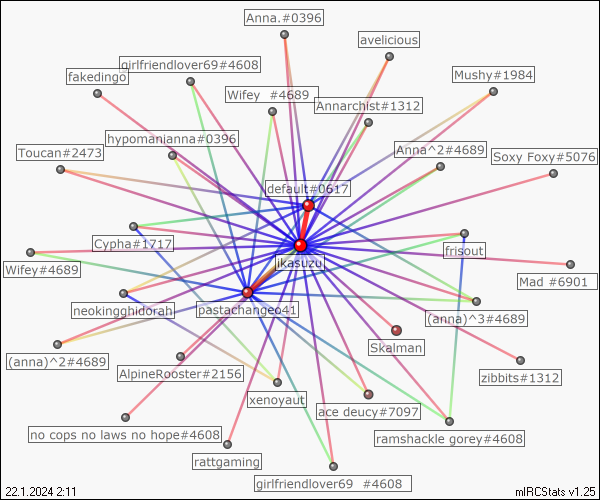 Anna.#0396
avelicious
girlfriendlover69#4608
fakedingo
Mushy#1984
Wifey  #4689
Annarchist#1312
hypomanianna#0396
Toucan#2473
Anna^2#4689
Soxy Foxy#5076
default#0617
Cypha#1717
frisout
jkasuzu
Wifey#4689
Mad #6901
neokingghidorah
pastachangeo41
(anna)^3#4689
Skalman
(anna)^2#4689
AlpineRooster#2156
zibbits#1312
xenoyaut
ace deucy#7097
no cops no laws no hope#4608
ramshackle gorey#4608
rattgaming
girlfriendlover69  #4608
22.1.2024 2:11
mIRCStats v1.25